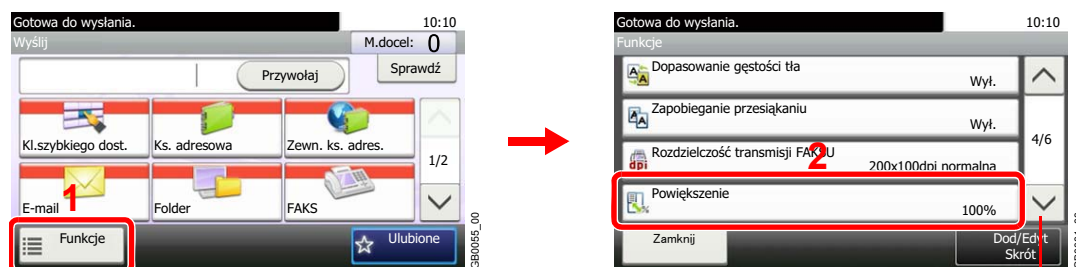 Gotowa do wysłania. 10:10
Wyślij M.docel: 0
Przywołaj Sprawdź
Kl.szybkiego dost. Ks. adresowa Zewn. ks. adres.
1/2
1
E-mail Folder FAKS
Funkcje Ulubione
GB0055_00
Gotowa do wysłania. 10:10
Funkcje
Dopasowanie gęstości tła
Wył.
Zapobieganie przesiąkaniu
Wył.
4/6
Rozdzielczość transmisji FAKSU
2
dpi 200x100dpi normalna
Powiększenie
100%
Zamknij Dod/Edyt
Skrót